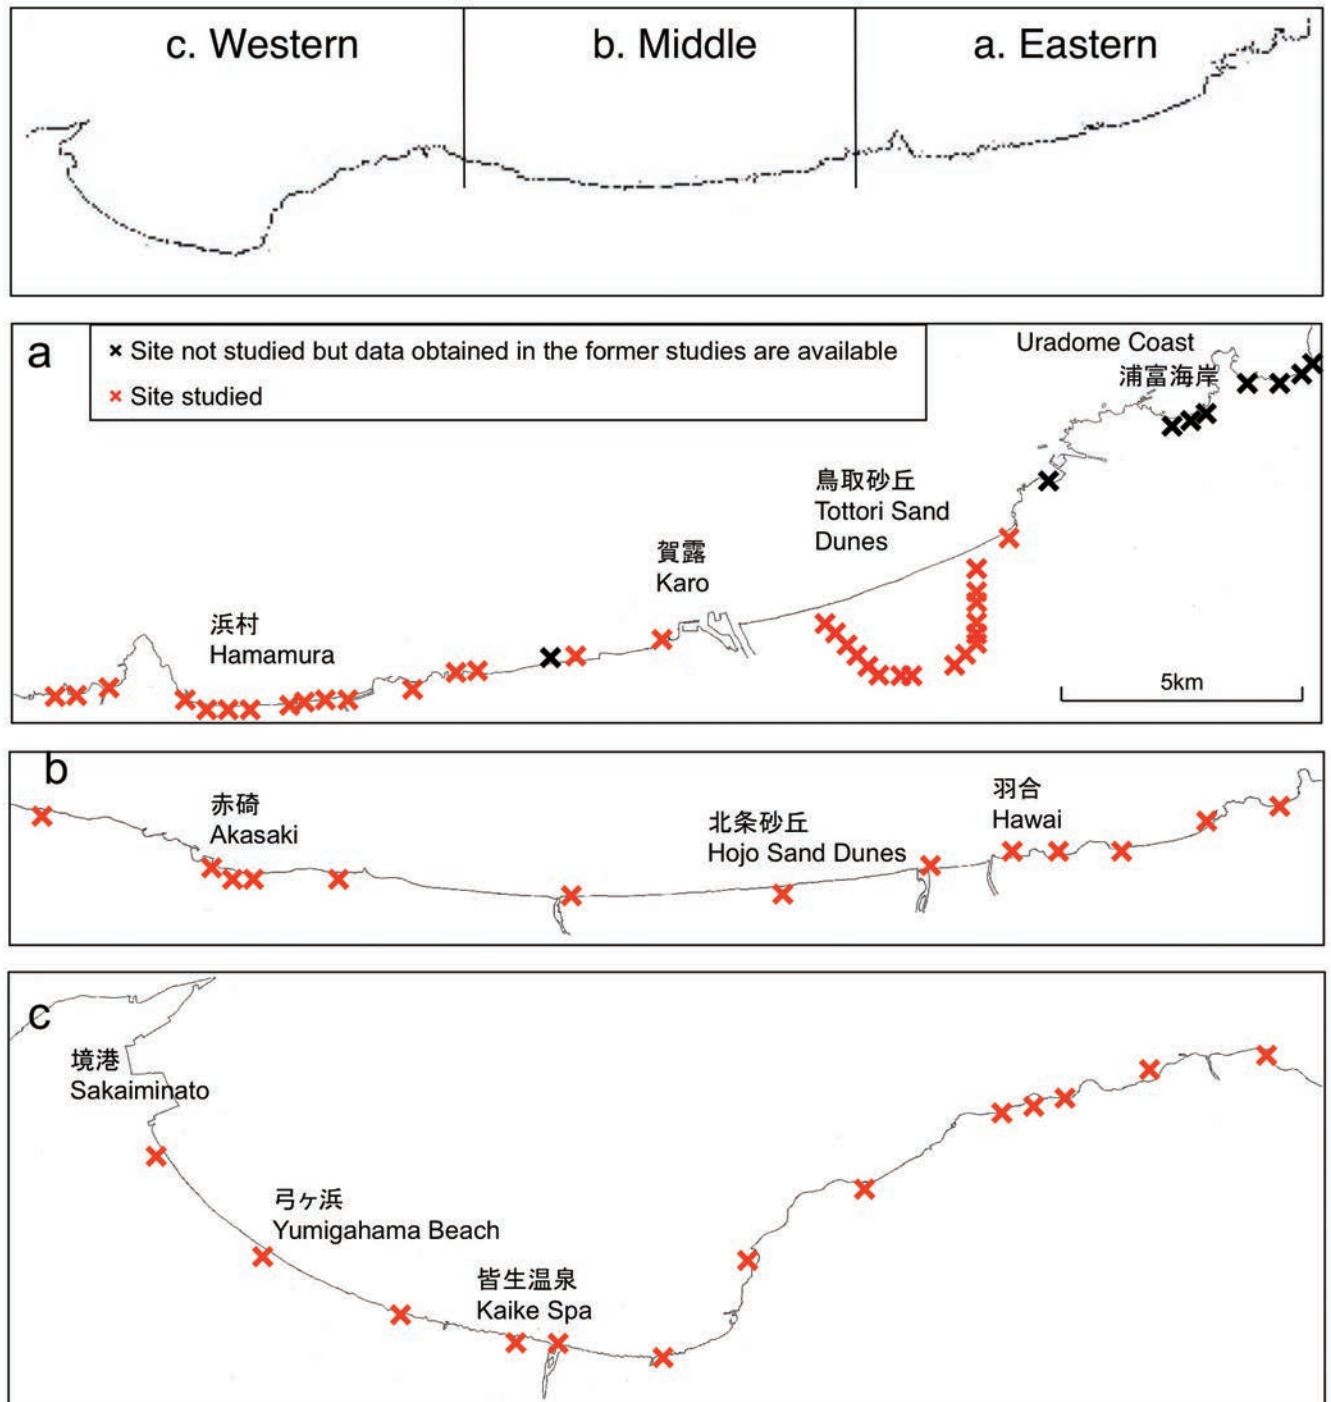 c. Western
b. Middle
a. Eastern
a
× Site not studied but data obtained in the former studies are available
× Site studied
Uradome Coast
浦富海岸
鳥取砂丘
Tottori Sand
Dunes
賀露
Karo
浜村
Hamamura
5km
b
赤碕
Akasaki
北条砂丘
Hojo Sand Dunes
羽合
Hawai
c
境港
Sakaiminato
弓ヶ浜
Yumigahama Beach
皆生温泉
Kaike Spa